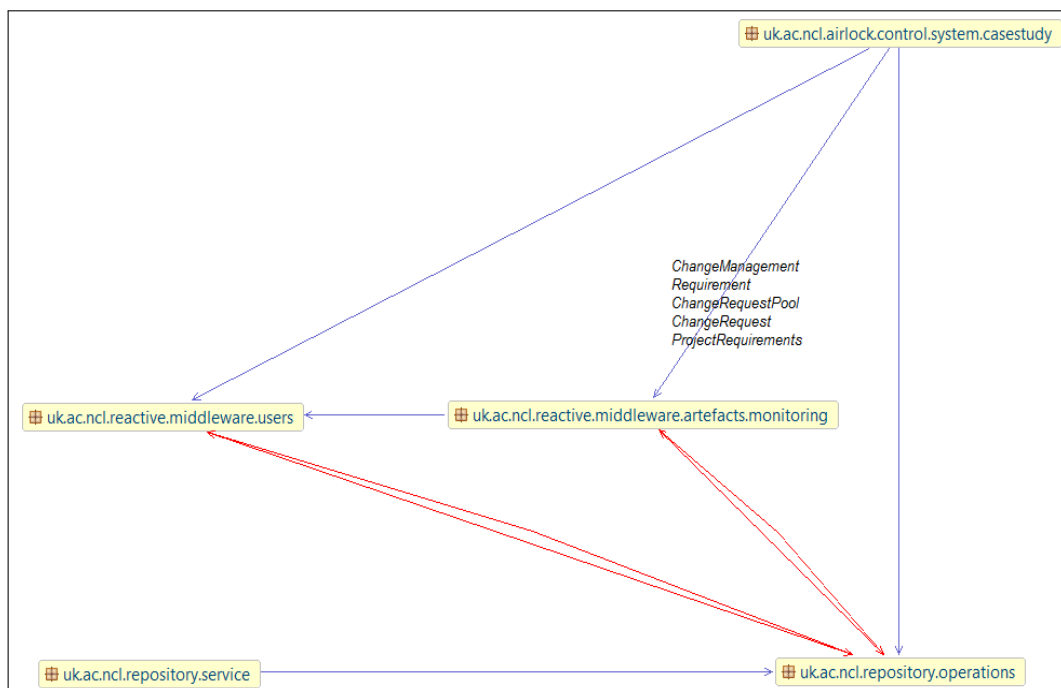 uk.ac.ncl.airlock.control.system.casestudy
ChangeManagement
Requirement
ChangeRequestPool
ChangeRequest
ProjectRequirements
uk.ac.ncl.reactive.middleware.users
uk.ac.ncl.reactive.middleware.artefacts.monitoring
uk.ac.ncl.repository.service
uk.ac.ncl.repository.operations